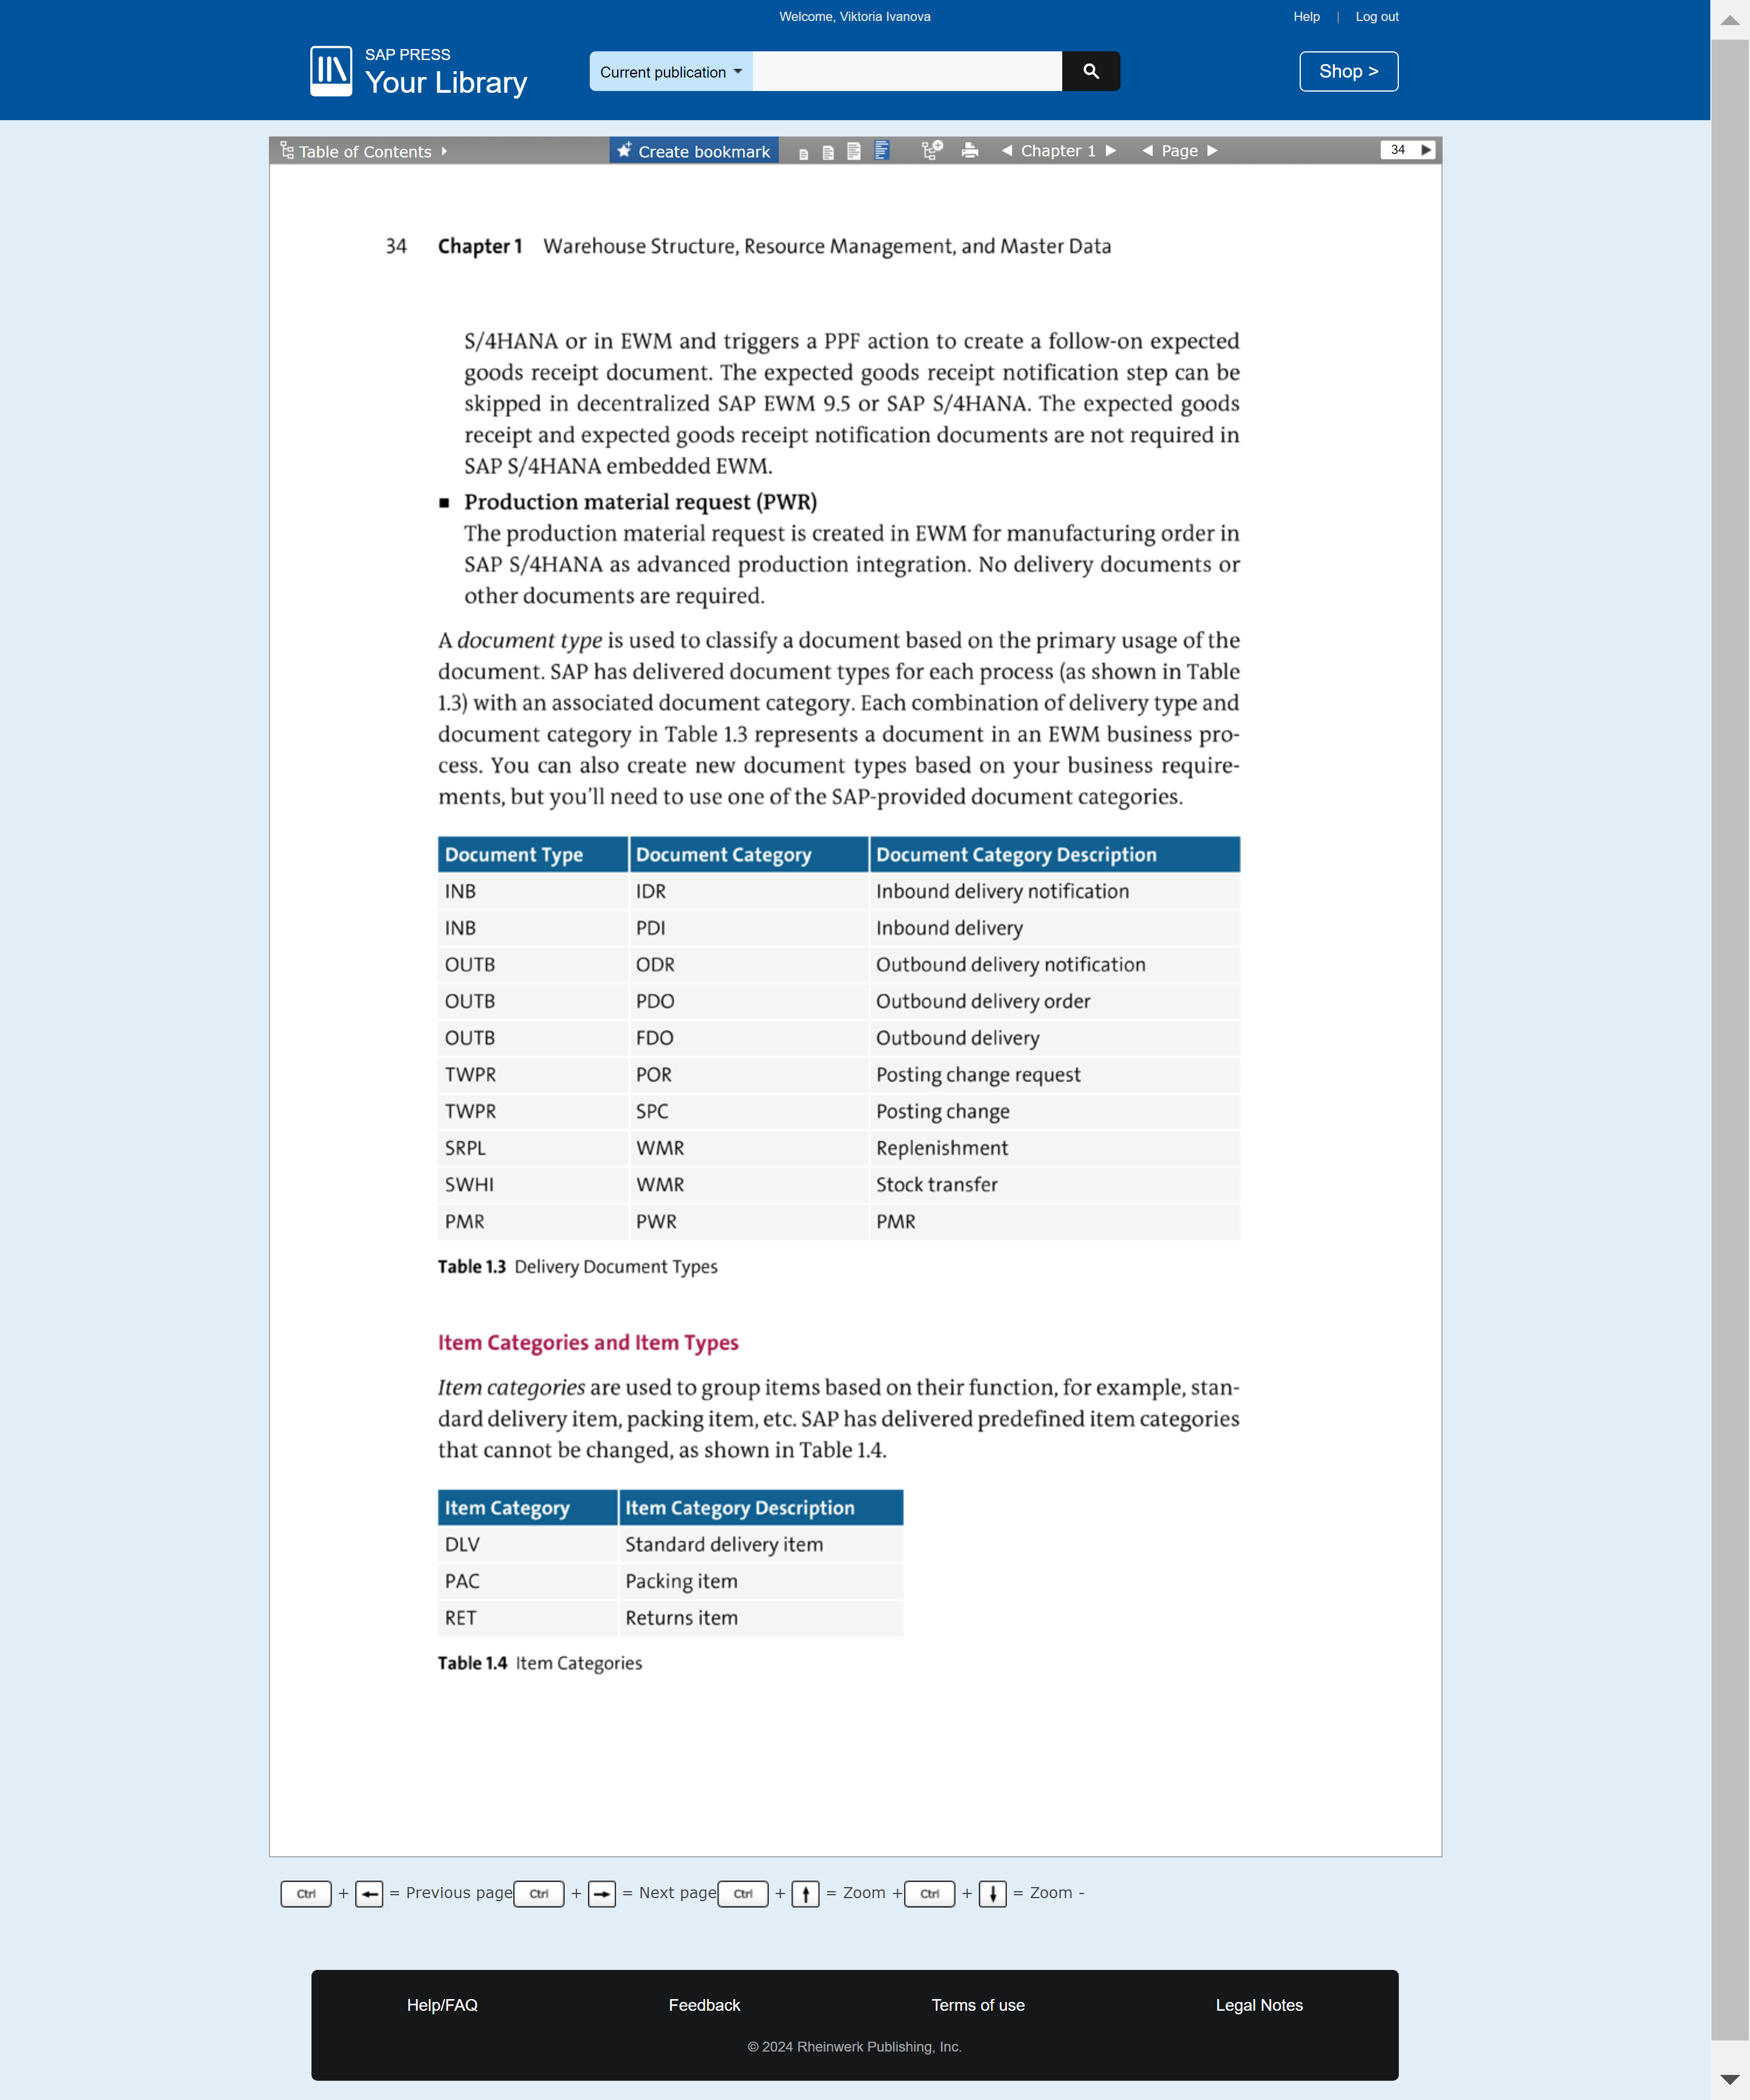 Welcome, Viktoria Ivanova
Help | Log out
SAP PRESS
Your Library
Current publication
Shop >
Table of Contents
Create bookmark
Chapter 1
Page
34
34 Chapter 1 Warehouse Structure, Resource Management, and Master Data
S/4HANA or in EWM and triggers a PPF action to create a follow-on expected
goods receipt document. The expected goods receipt notification step can be
skipped in decentralized SAP EWM 9.5 or SAP S/4HANA. The expected goods
receipt and expected goods receipt notification documents are not required in
SAP S/4HANA embedded EWM.
■ Production material request (PWR)
The production material request is created in EWM for manufacturing order in
SAP S/4HANA as advanced production integration. No delivery documents or
other documents are required.
A document type is used to classify a document based on the primary usage of the
document. SAP has delivered document types for each process (as shown in Table
1.3) with an associated document category. Each combination of delivery type and
document category in Table 1.3 represents a document in an EWM business pro-
cess. You can also create new document types based on your business require-
ments, but you'll need to use one of the SAP-provided document categories.
Document Type Document Category Document Category Description
INB IDR Inbound delivery notification
INB PDI Inbound delivery
OUTB ODR Outbound delivery notification
OUTB PDO Outbound delivery order
OUTB FDO Outbound delivery
TWPR POR Posting change request
TWPR SPC Posting change
SRPL WMR Replenishment
SWHI WMR Stock transfer
PMR PWR PMR
Table 1.3 Delivery Document Types
Item Categories and Item Types
Item categories are used to group items based on their function, for example, stan-
dard delivery item, packing item, etc. SAP has delivered predefined item categories
that cannot be changed, as shown in Table 1.4.
Item Category Item Category Description
DLV Standard delivery item
PAC Packing item
RET Returns item
Table 1.4 Item Categories
Ctrl + ← = Previous page Ctrl + → = Next page Ctrl + ↑ = Zoom + Ctrl + ↓ = Zoom -
Help/FAQ Feedback Terms of use Legal Notes
© 2024 Rheinwerk Publishing, Inc.